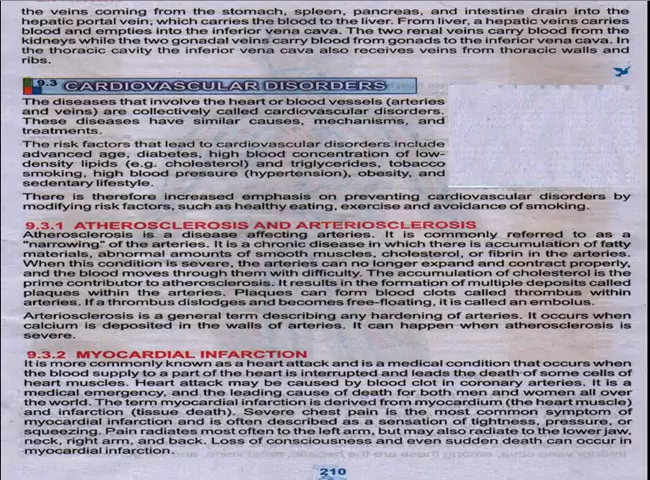 the veins coming from the stomach, spleen, pancreas, and intestine drain into the
hepatic portal vein, which carries the blood to the liver. From liver, a hepatic veins carries
blood and empties into the inferior vena cava. The two renal veins carry blood from the
kidneys while the two gonadal veins carry blood from gonads to the inferior vena cava. In
the thoracic cavity the inferior vena cava also receives veins from thoracic walls and
ribs.
9.3 CARDIOVASCULAR DISORDERS
The diseases that involve the heart or blood vessels (arteries
and veins) are collectively called cardiovascular disorders.
These diseases have similar causes, mechanisms, and
treatments.
The risk factors that lead to cardiovascular disorders include
advanced age, diabetes, high blood concentration of low-
density lipids (e.g. cholesterol) and triglycerides, tobacco
smoking, high blood pressure (hypertension), obesity, and
sedentary lifestyle.
There is therefore increased emphasis on preventing cardiovascular disorders by
modifying risk factors, such as healthy eating, exercise and avoidance of smoking.
9.3.1 ATHEROSCLEROSIS AND ARTERIOSCLEROSIS
Atherosclerosis is a disease affecting arteries. It is commonly referred to as a
"narrowing" of the arteries. It is a chronic disease in which there is accumulation of fatty
materials, abnormal amounts of smooth muscles, cholesterol, or fibrin in the arteries.
When this condition is severe, the arteries can no longer expand and contract properly,
and the blood moves through them with difficulty. The accumulation of cholesterol is the
prime contributor to atherosclerosis. It results in the formation of multiple deposits called
plaques within the arteries. Plaques can form blood clots called thrombus within
arteries. If a thrombus dislodges and becomes free-floating, it is called an embolus.
Arteriosclerosis is a general term describing any hardening of arteries. It occurs when
calcium is deposited in the walls of arteries. It can happen when atherosclerosis is
severe.
9.3.2 MYOCARDIAL INFARCTION
It is more commonly known as a heart attack and is a medical condition that occurs when
the blood supply to a part of the heart is interrupted and leads the death of some cells of
heart muscles. Heart attack may be caused by blood clot in coronary arteries. It is a
medical emergency, and the leading cause of death for both men and women all over
the world. The term myocardial infarction is derived from myocardium (the heart muscle)
and infarction (tissue death). Severe chest pain is the most common symptom of
myocardial infarction and is often described as a sensation of tightness, pressure, or
squeezing. Pain radiates most often to the left arm, but may also radiate to the lower jaw,
neck, right arm, and back. Loss of consciousness and even sudden death can occur in
myocardial infarction.
210